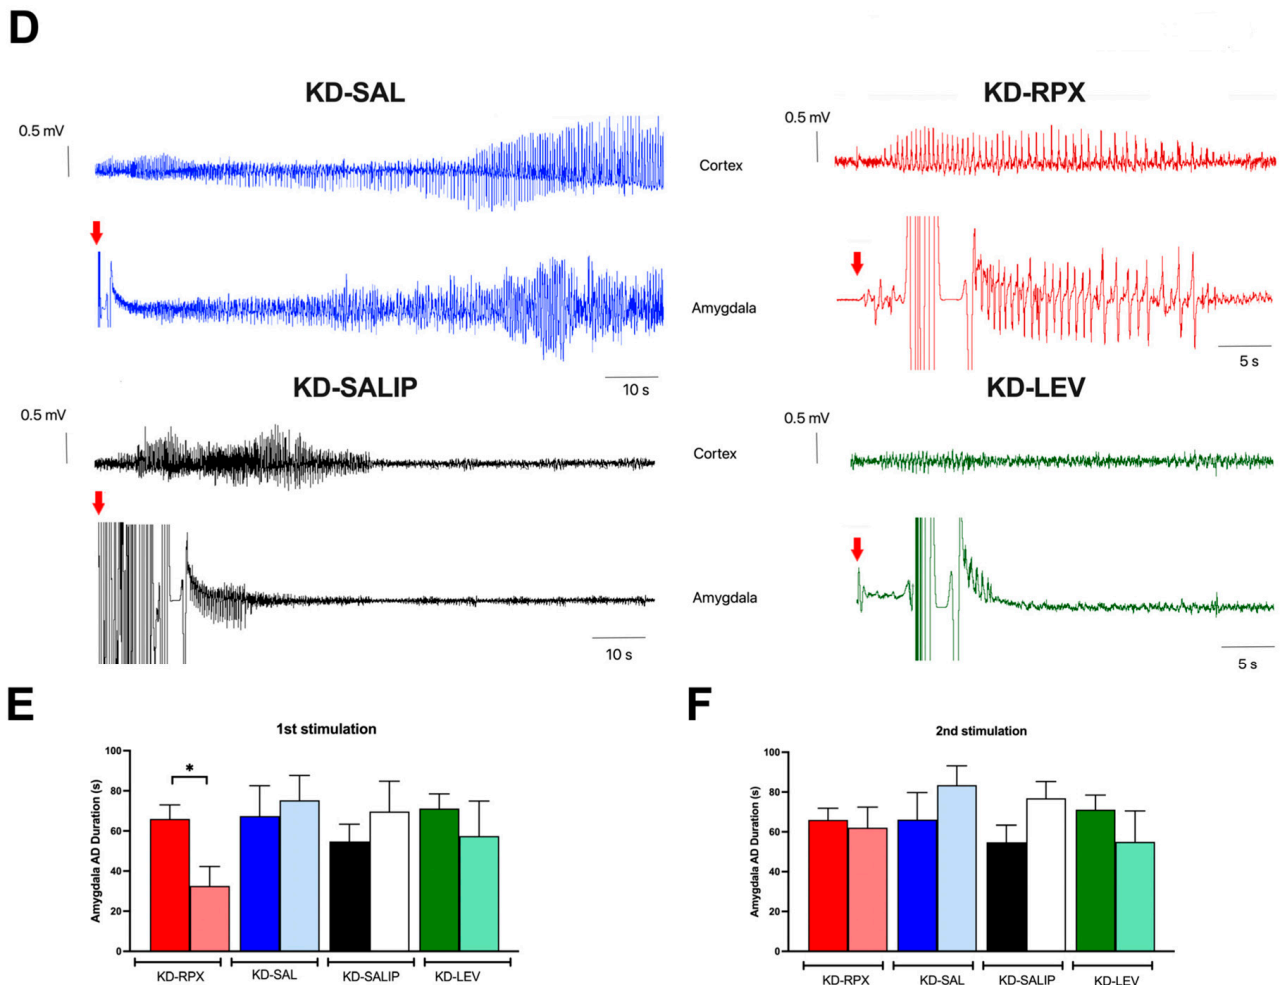 D
KD-SAL
KD-RPX
0.5 mV
0.5 mV
Cortex
Amygdala
10 s
5 s
KD-SALIP
KD-LEV
0.5 mV
0.5 mV
Cortex
Amygdala
10 s
5 s
E
1st stimulation
Amygdala AD Duration (s)
100
80
60
40
20
0
*
KD-RPX
KD-SAL
KD-SALIP
KD-LEV
F
2nd stimulation
Amygdala AD Duration (s)
100
80
60
40
20
0
KD-RPX
KD-SAL
KD-SALIP
KD-LEV